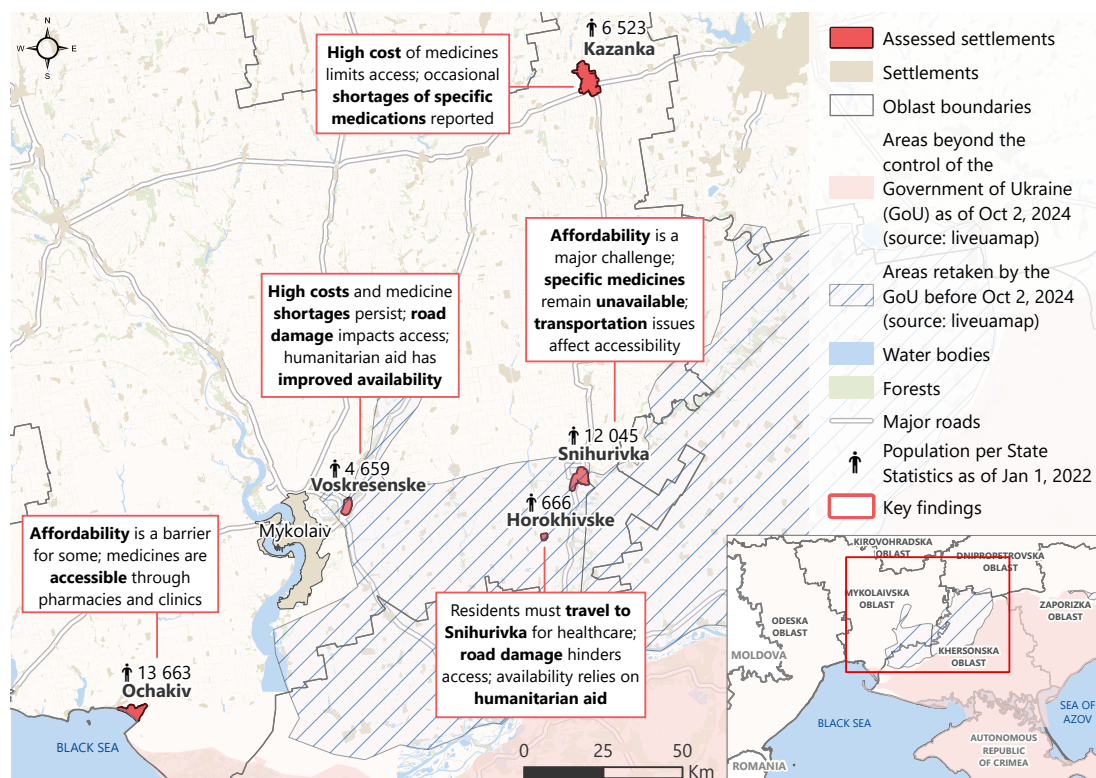 N
W
E
S
6 523
Kazanka
High cost of medicines
limits access; occasional
shortages of specific
medications reported
Affordability is a
major challenge;
specific medicines
remain unavailable;
transportation issues
affect accessibility
High costs and medicine
shortages persist; road
damage impacts access;
humanitarian aid has
improved availability
12 045
Snihurivka
4 659
Voskresenske
666
Horokhivske
Mykolaiv
Affordability is a barrier
for some; medicines are
accessible through
pharmacies and clinics
Residents must travel to
Snihurivka for healthcare;
road damage hinders
access; availability relies on
humanitarian aid
13 663
Ochakiv
BLACK SEA
0
25
50
Km
Assessed settlements
Settlements
Oblast boundaries
Areas beyond the
control of the
Government of Ukraine
(GoU) as of Oct 2, 2024
(source: liveuamap)
Areas retaken by the
GoU before Oct 2, 2024
(source: liveuamap)
Water bodies
Forests
Major roads
Population per State
Statistics as of Jan 1, 2022
Key findings
KIROVOHRADSKA
OBLAST
DNIPROPETROVSKA
OBLAST
MYKOLAIVSKA
OBLAST
ZAPORIZKA
OBLAST
ODESKA
OBLAST
KHERSONSKA
OBLAST
MOLDOVA
SEA OF
AZOV
BLACK SEA
AUTONOMOUS
REPUBLIC
OF CRIMEA
ROMANIA